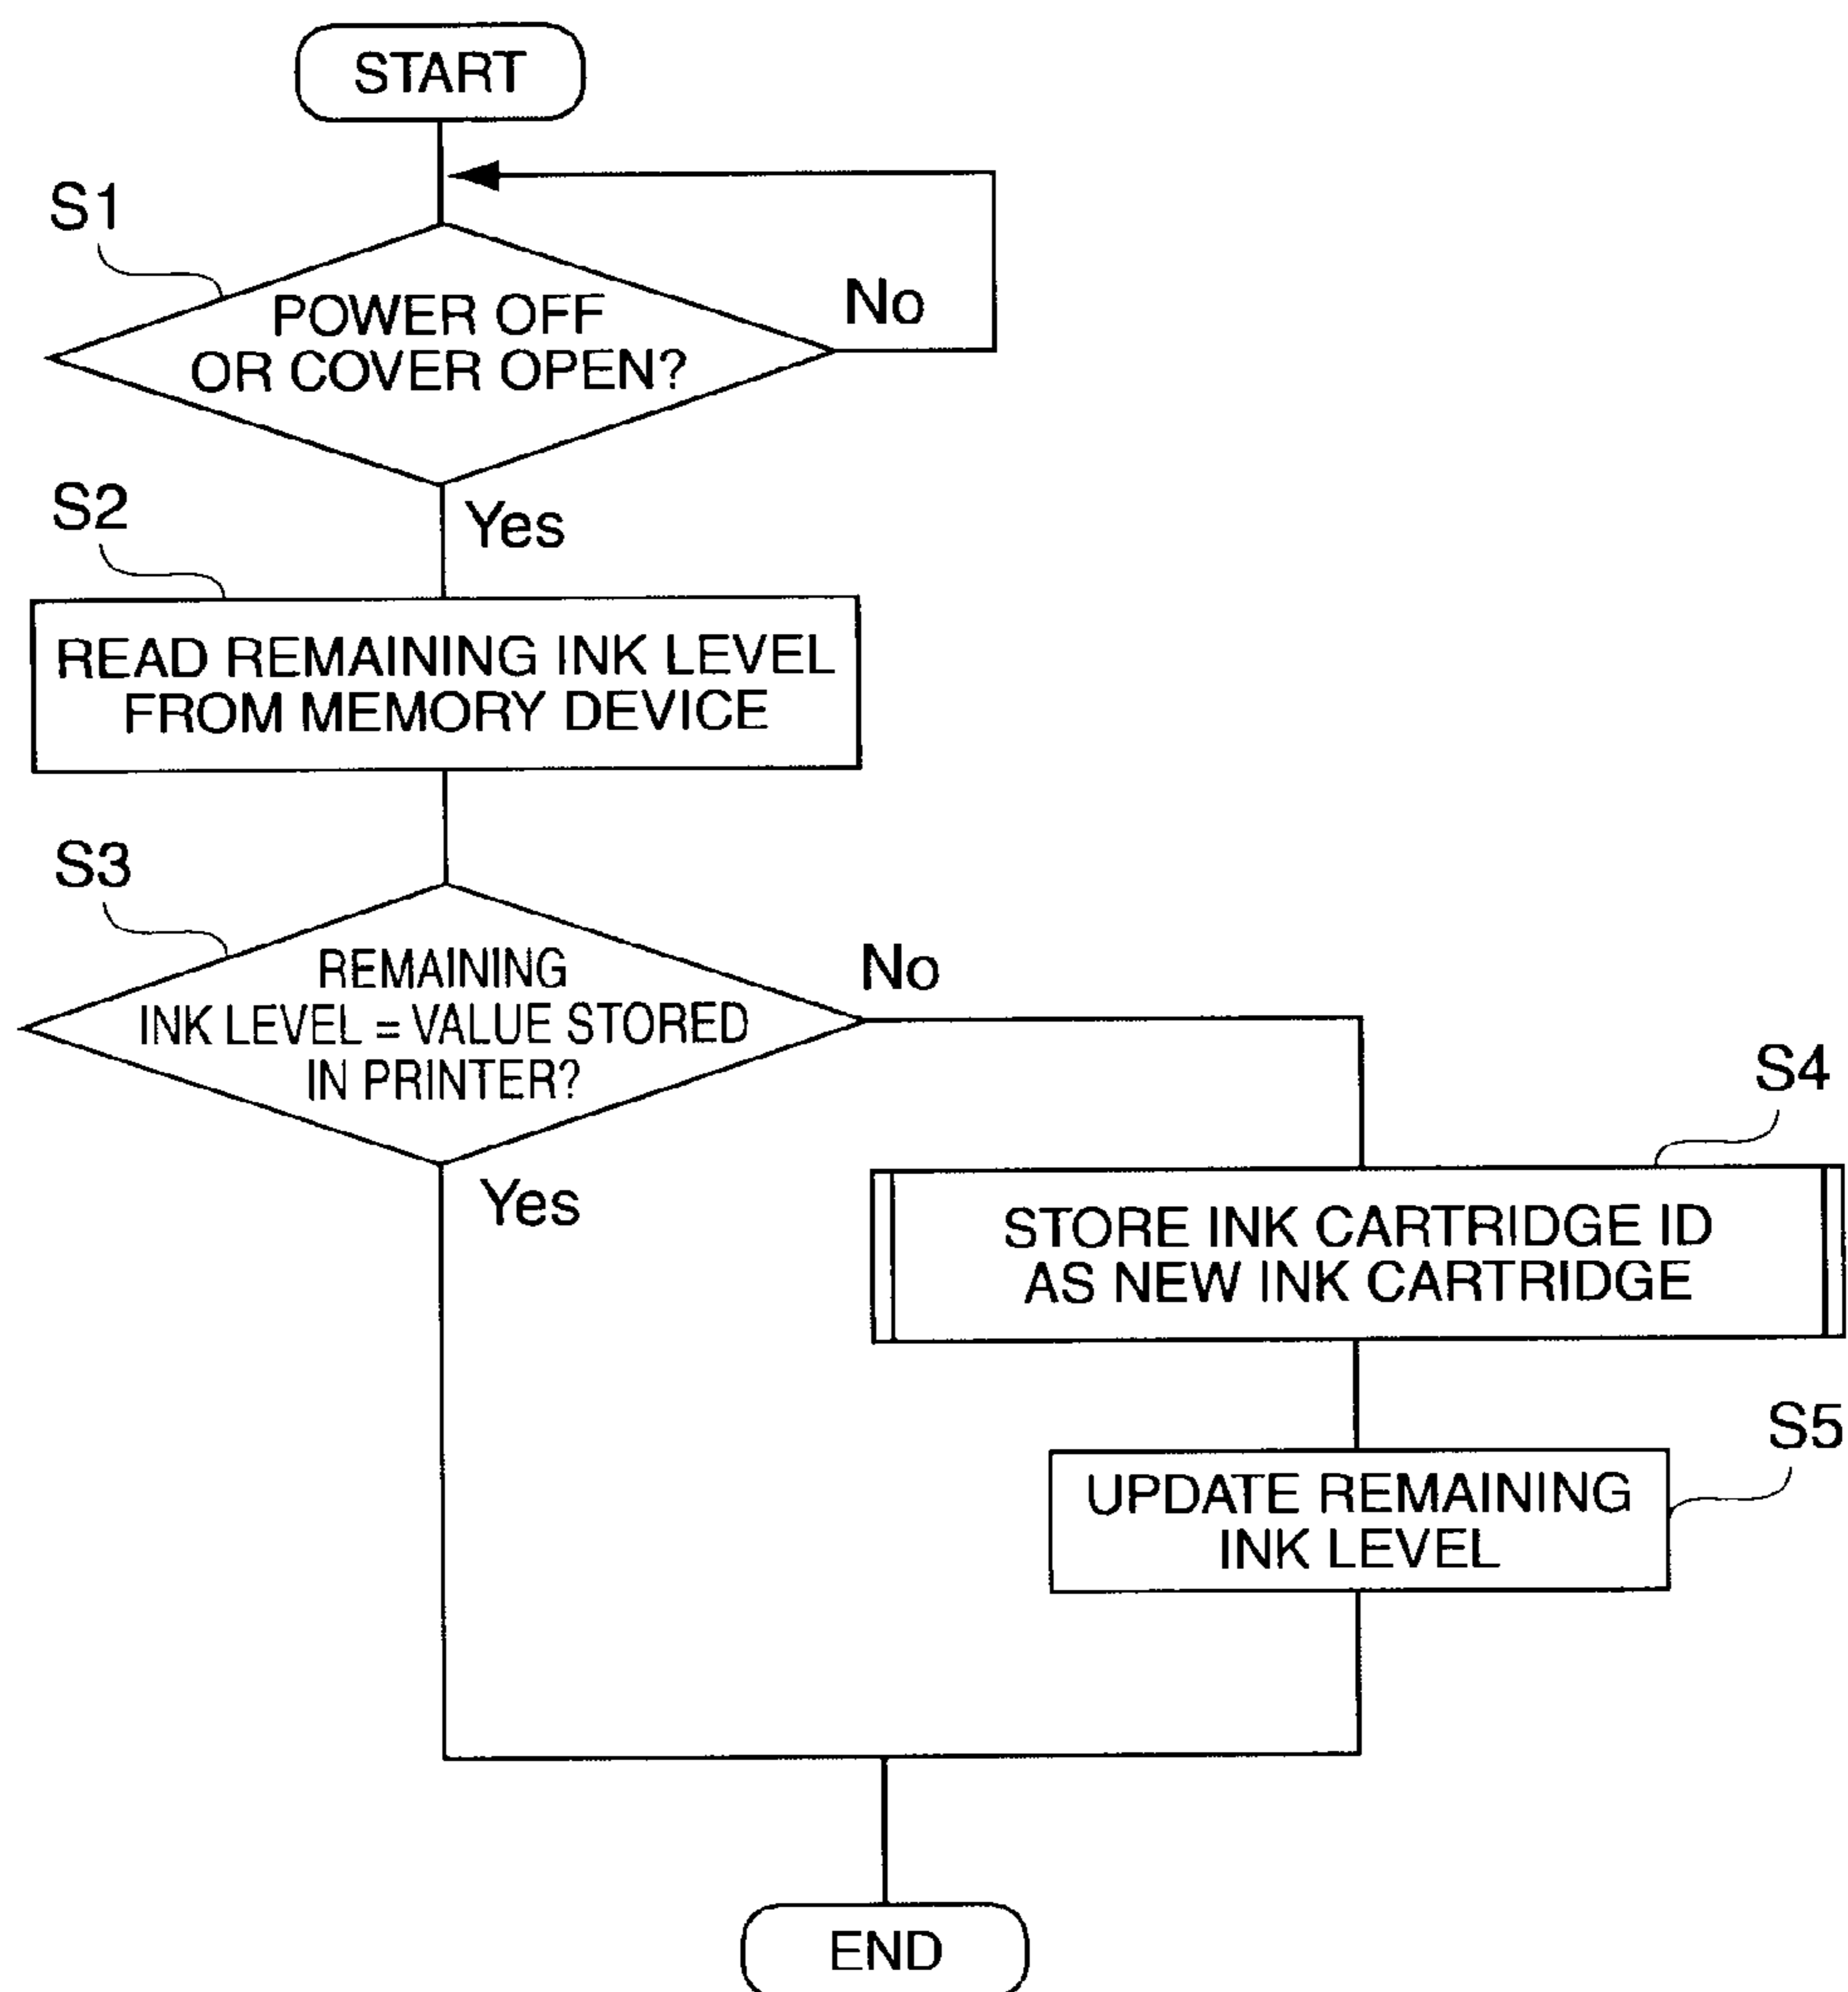 START
S1
POWER OFF
OR COVER OPEN?
No
Yes
S2
READ REMAINING INK LEVEL
FROM MEMORY DEVICE
S3
REMAINING
INK LEVEL = VALUE STORED
IN PRINTER?
No
Yes
S4
STORE INK CARTRIDGE ID
AS NEW INK CARTRIDGE
S5
UPDATE REMAINING
INK LEVEL
END